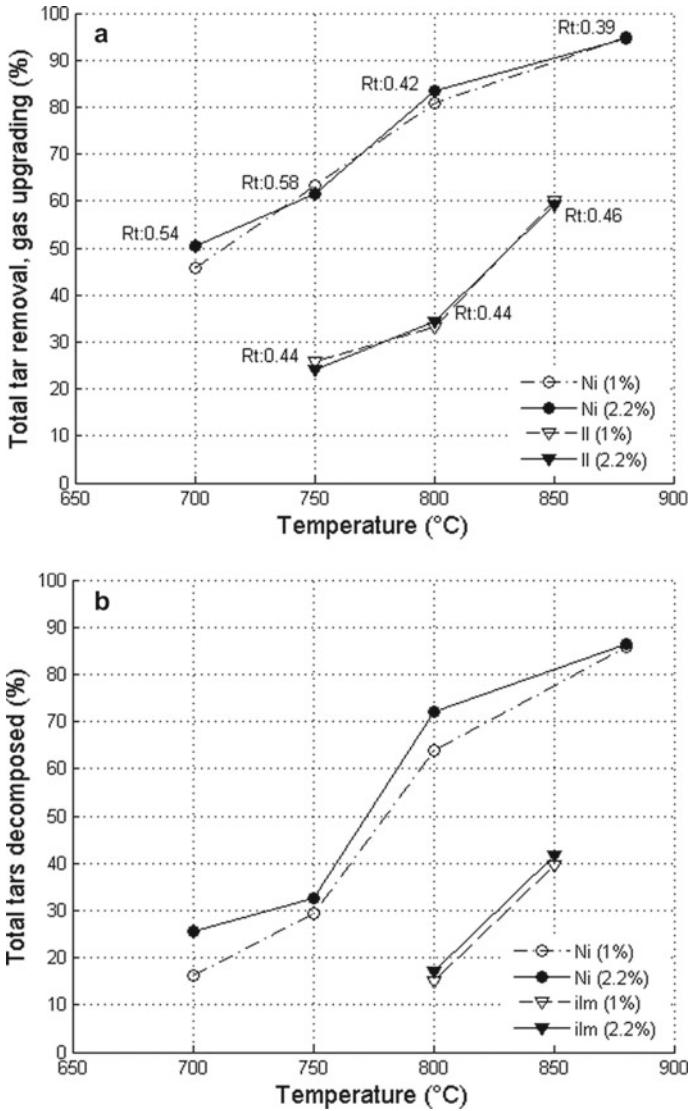 a
Total tar removal, gas upgrading (%)
100
90
80
70
60
50
40
30
20
10
0
Rt:0.39
Rt:0.42
Rt:0.58
Rt:0.54
Rt:0.46
Rt:0.44
Rt:0.44
Ni (1%)
Ni (2.2%)
Il (1%)
Il (2.2%)
650 700 750 800 850 900
Temperature (°C)
b
Total tars decomposed (%)
100
90
80
70
60
50
40
30
20
10
0
Ni (1%)
Ni (2.2%)
ilm (1%)
ilm (2.2%)
650 700 750 800 850 900
Temperature (°C)